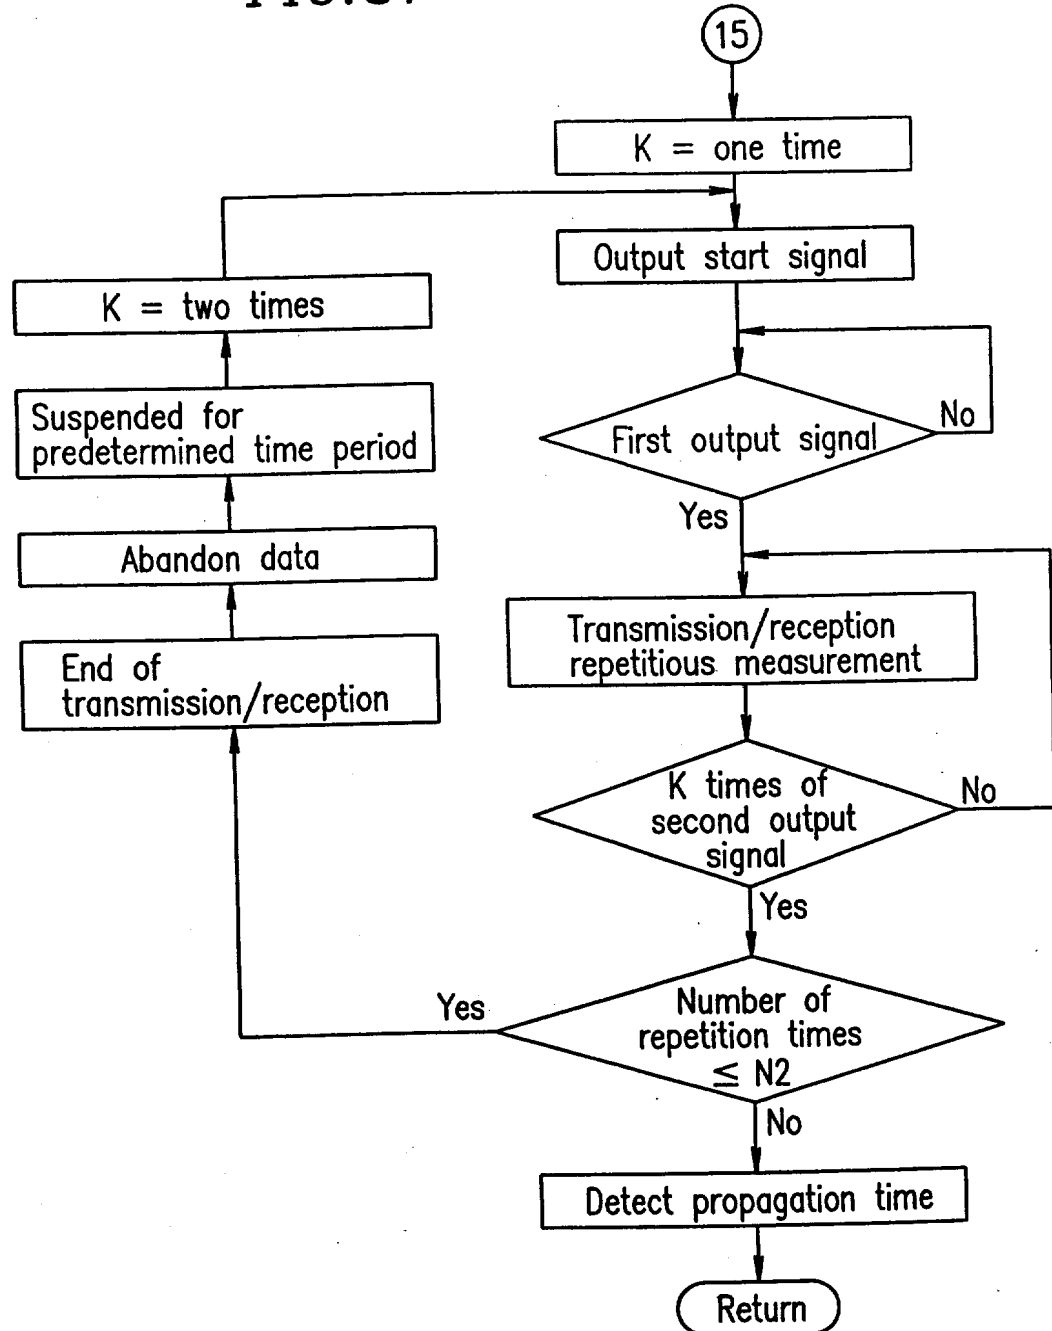 15
K = one time
Output start signal
K = two times
Suspended for
predetermined time period
First output signal
No
Yes
Abandon data
Transmission/reception
repetitious measurement
End of
transmission/reception
K times of
second output
signal
No
Yes
Number of
repetition times
≦ N2
Yes
No
Detect propagation time
Return